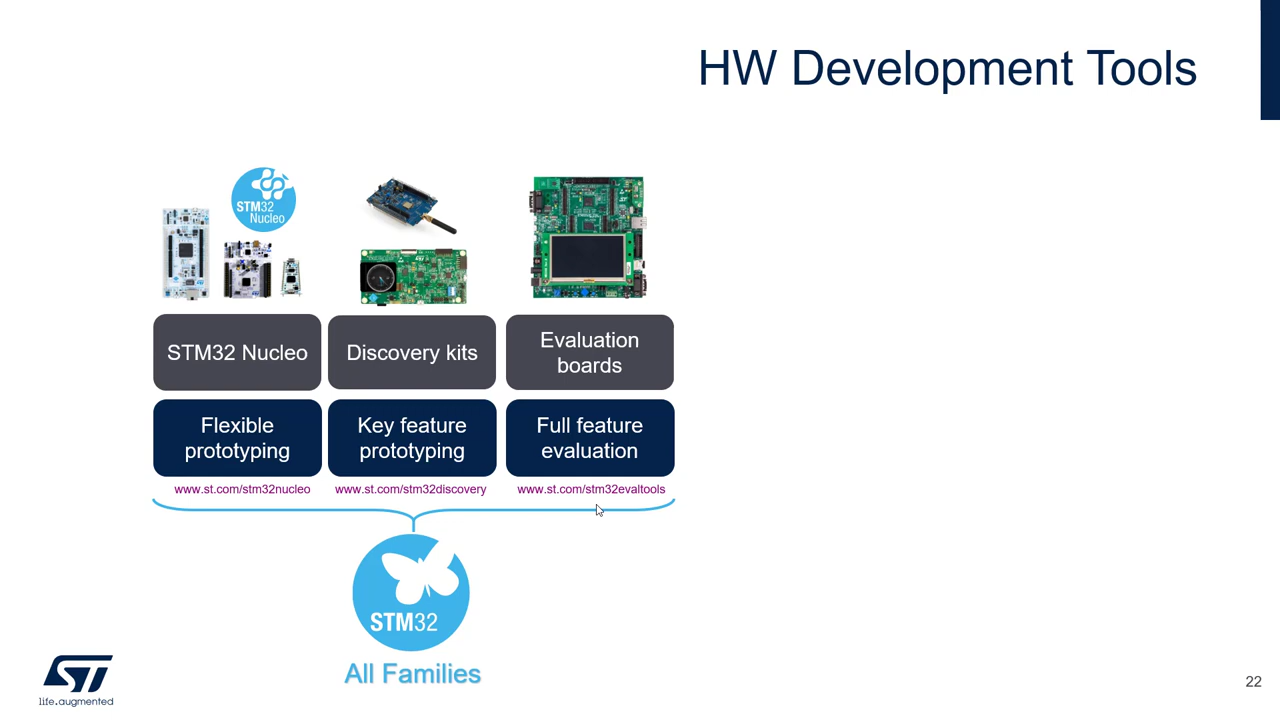 HW Development Tools
STM32
Nucleo
STM32 Nucleo
Discovery kits
Evaluation
boards
Flexible
prototyping
Key feature
prototyping
Full feature
evaluation
www.st.com/stm32nucleo
www.st.com/stm32discovery
www.st.com/stm32evaltools
STM32
All Families
ST
life.augmented
22